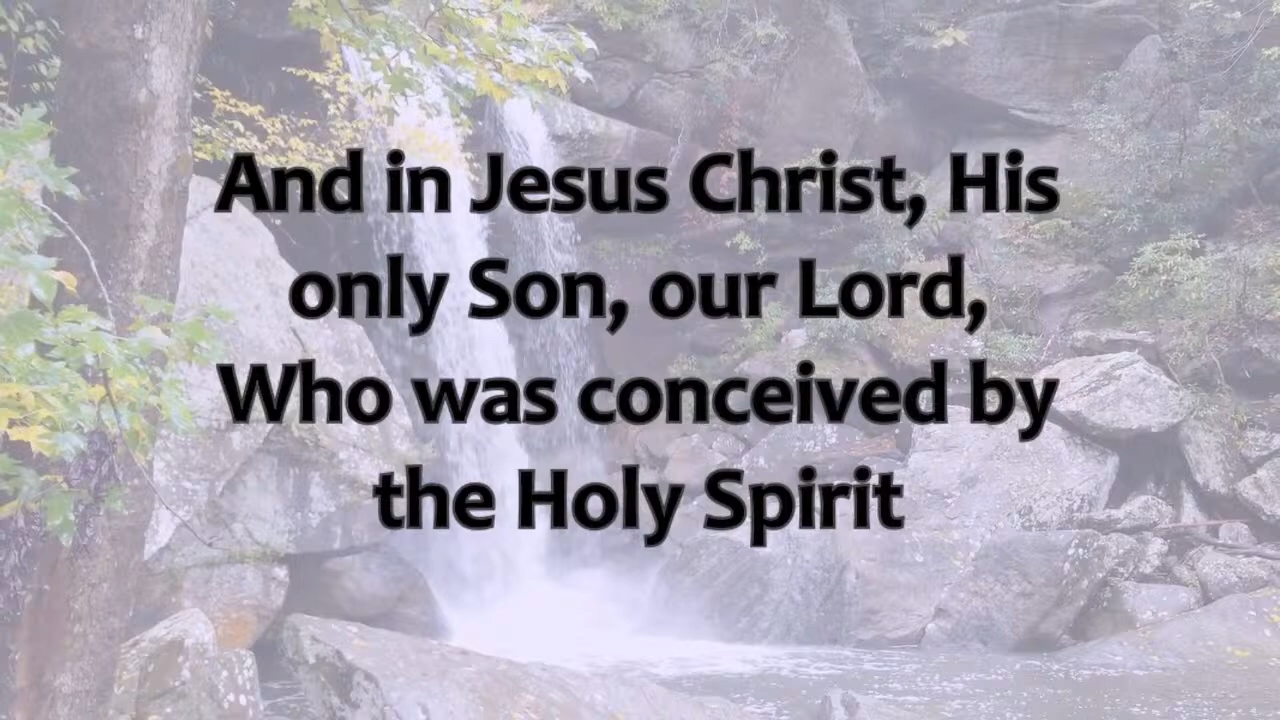 And in Jesus Christ, His
only Son, our Lord,
Who was conceived by
the Holy Spirit